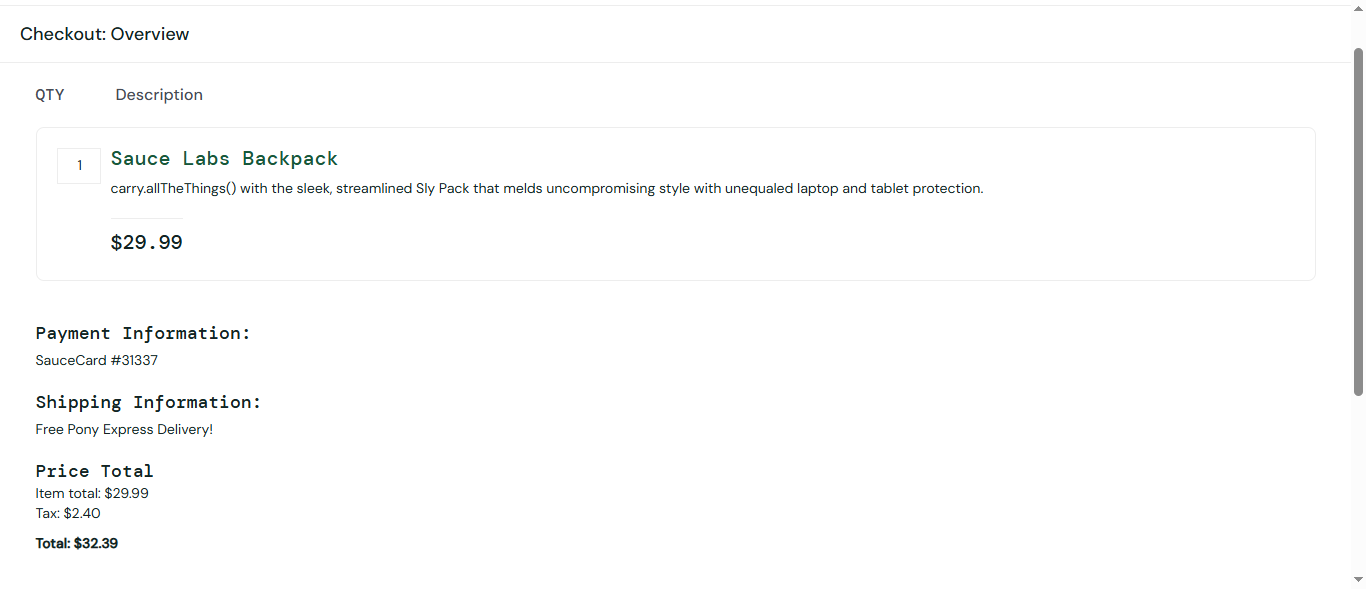 Checkout: Overview
QTY Description
1 Sauce Labs Backpack
carry.allTheThings() with the sleek, streamlined Sly Pack that melds uncompromising style with unequaled laptop and tablet protection.
$29.99
Payment Information:
SauceCard #31337
Shipping Information:
Free Pony Express Delivery!
Price Total
Item total: $29.99
Tax: $2.40
Total: $32.39